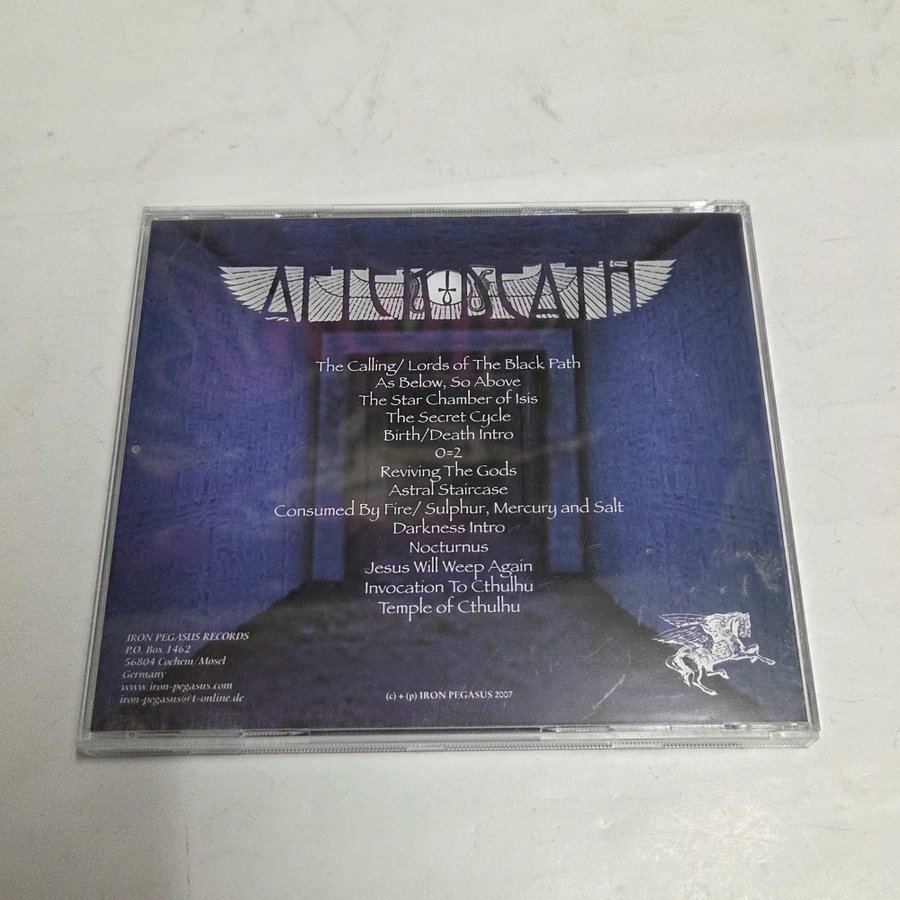 AFTER DEATH
The Calling/ Lords of The Black Path
As Below, So Above
The Star Chamber of Isis
The Secret Cycle
Birth/Death Intro
0=2
Reviving The Gods
Astral Staircase
Consumed By Fire/ Sulphur, Mercury and Salt
Darkness Intro
Nocturnus
Jesus Will Weep Again
Invocation To Cthulhu
Temple of Cthulhu
IRON PEGASUS RECORDS
P.O. Box 1462
56804 Cochem/Mosel
Germany
www.iron-pegasus.com
iron-pegasus@t-online.de
(c) + (p) IRON PEGASUS 2007